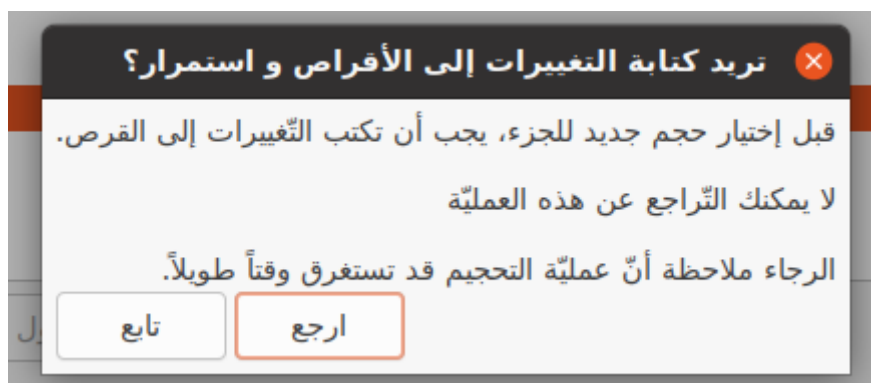 تريد كتابة التغييرات إلى الأقراص و استمرار؟
قبل إختيار حجم جديد للجزء، يجب أن تكتب التّغييرات إلى القرص.
لا يمكنك التّراجع عن هذه العمليّة
الرجاء ملاحظة أنّ عمليّة التحجيم قد تستغرق وقتاً طويلاً.
ارجع
تابع